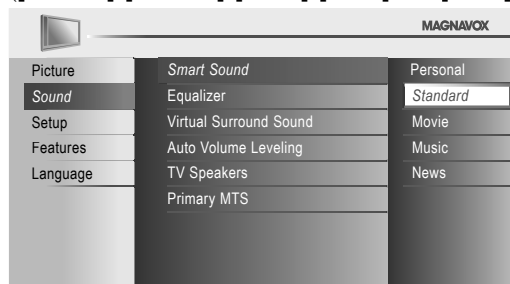 MAGNAVOX
Picture
Sound
Setup
Features
Language
Smart Sound
Equalizer
Virtual Surround Sound
Auto Volume Leveling
TV Speakers
Primary MTS
Personal
Standard
Movie
Music
News